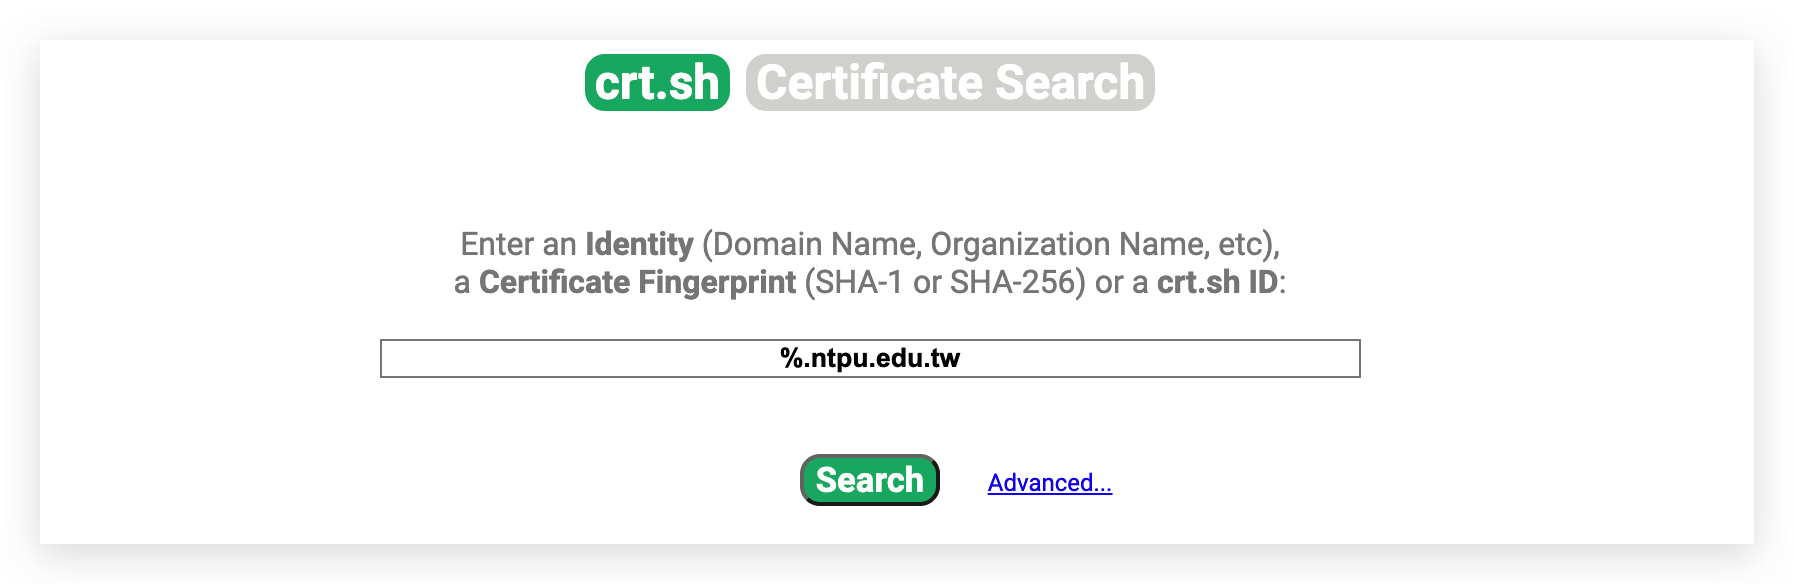 crt.sh Certificate Search
Enter an Identity (Domain Name, Organization Name, etc),
a Certificate Fingerprint (SHA-1 or SHA-256) or a crt.sh ID:
%.ntpu.edu.tw
Search Advanced...